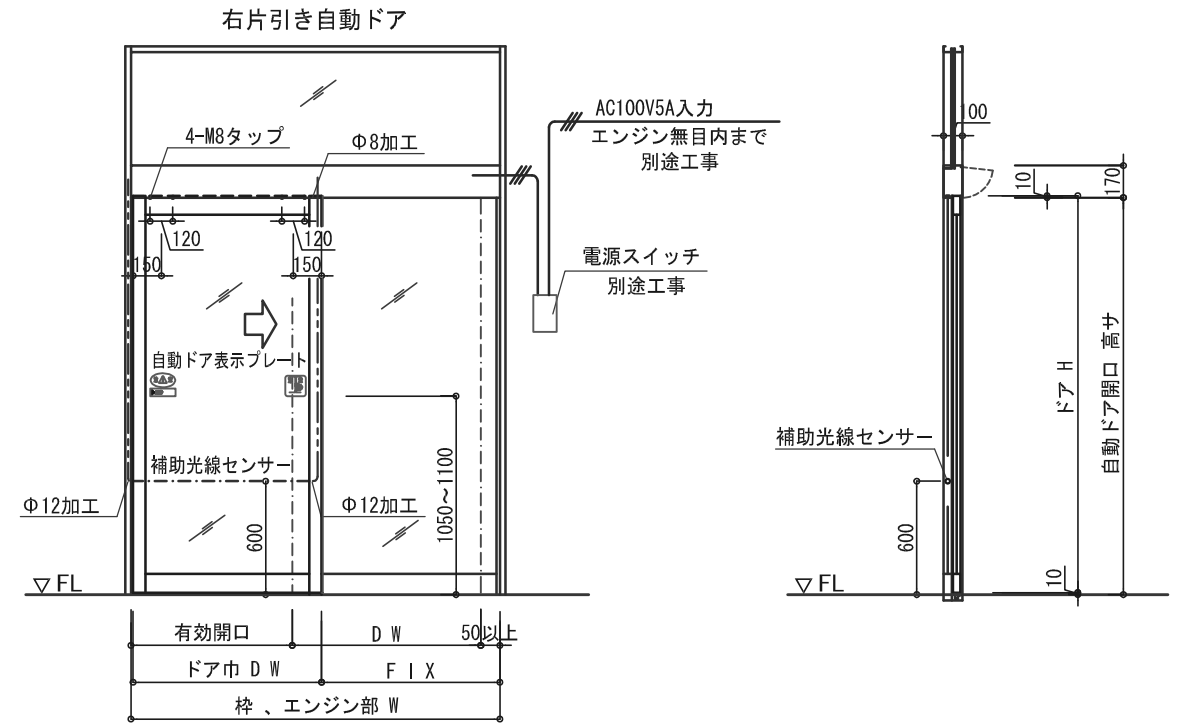 右片引き自動ドア
AC100V5A入力
エンジン無目内まで
別途工事
4-M8タップ
Φ8加工
100
10
170
120
120
150
150
電源スイッチ
別途工事
自動ドア表示プレート
ドア H
自動ドア開口 高サ
補助光線センサー
補助光線センサー
1050~1100
Φ12加工
Φ12加工
600
600
10
▽ FL
▽ FL
有効開口
D W
50以上
ドア巾 D W
F I X
枠 、エンジン部 W